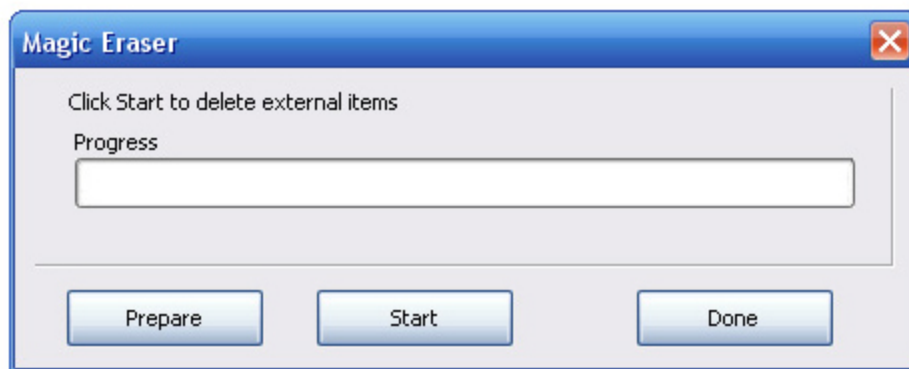 Magic Eraser
Click Start to delete external items
Progress
Prepare Start Done